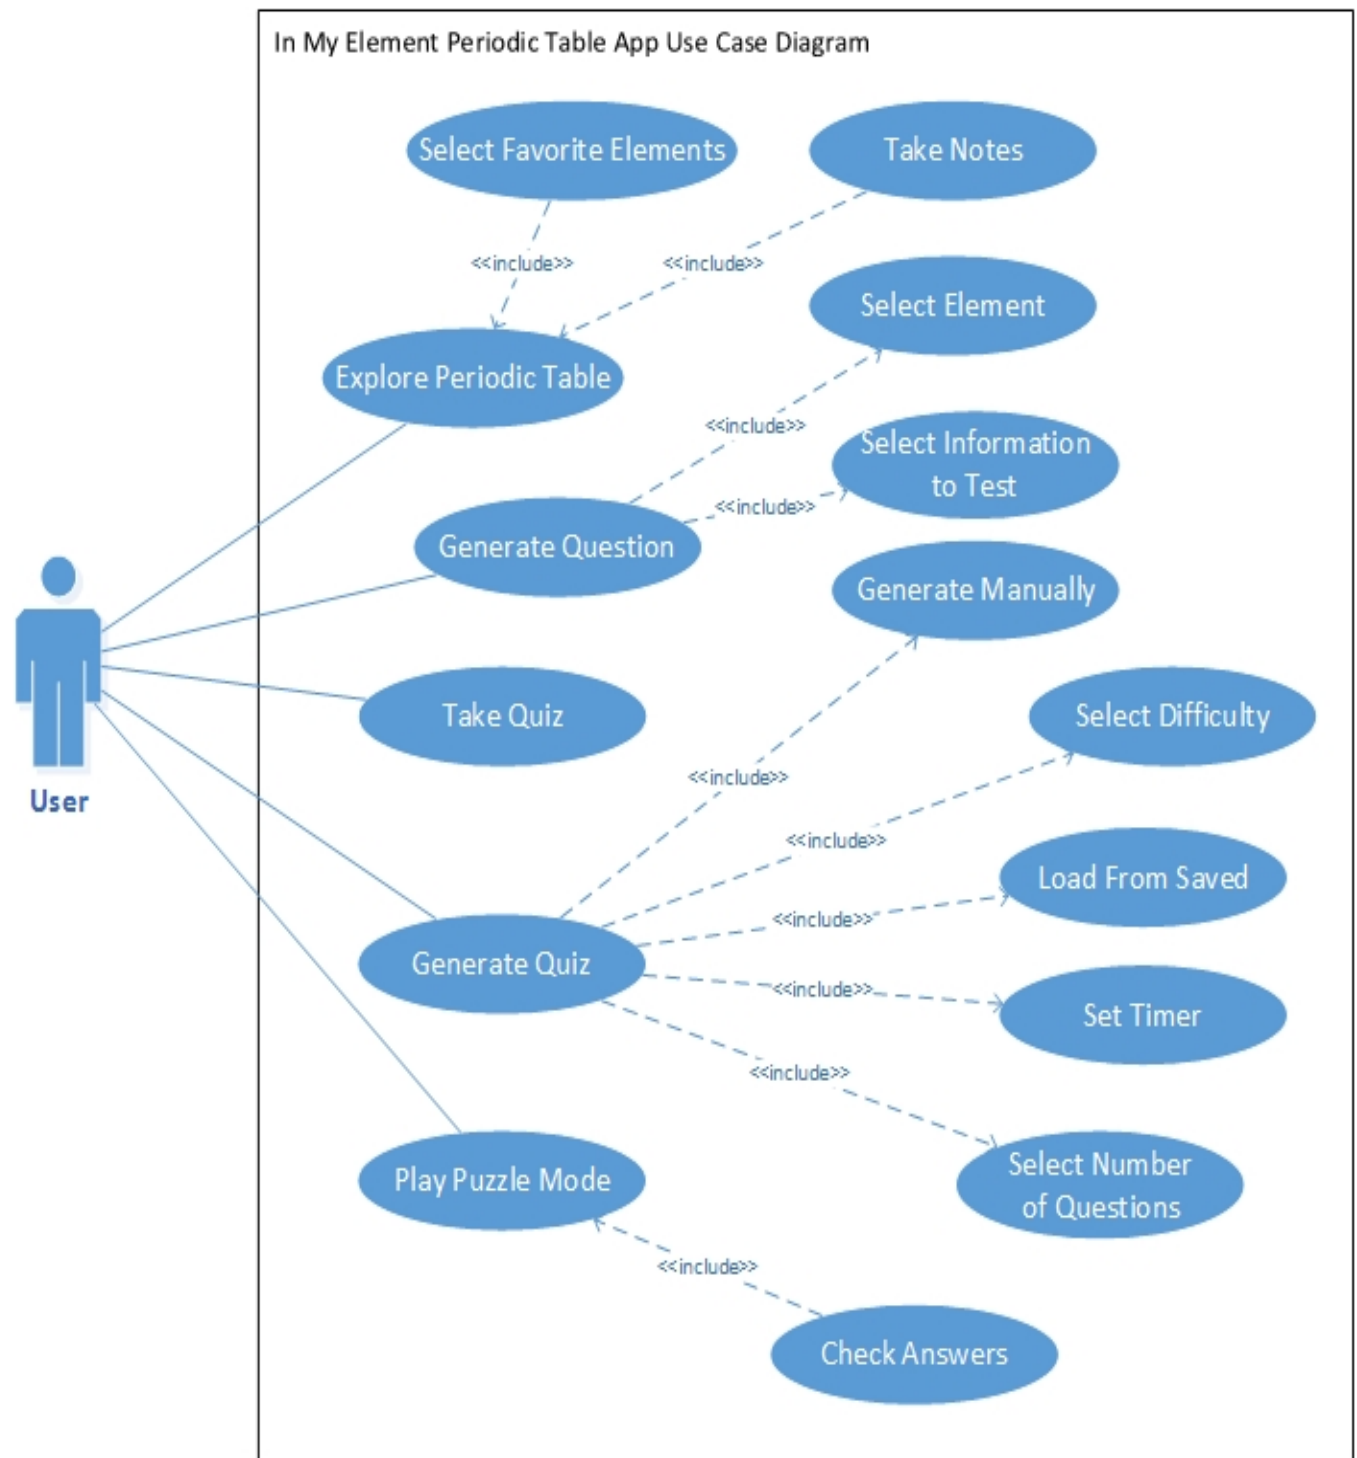 In My Element Periodic Table App Use Case Diagram
Select Favorite Elements
Take Notes
<<include>>
<<include>>
Select Element
Explore Periodic Table
<<include>>
Select Information
to Test
<<include>>
Generate Question
Generate Manually
Take Quiz
Select Difficulty
User
<<include>>
<<include>>
Load From Saved
<<include>>
Generate Quiz
<<include>>
Set Timer
<<include>>
Select Number
of Questions
Play Puzzle Mode
<<include>>
Check Answers